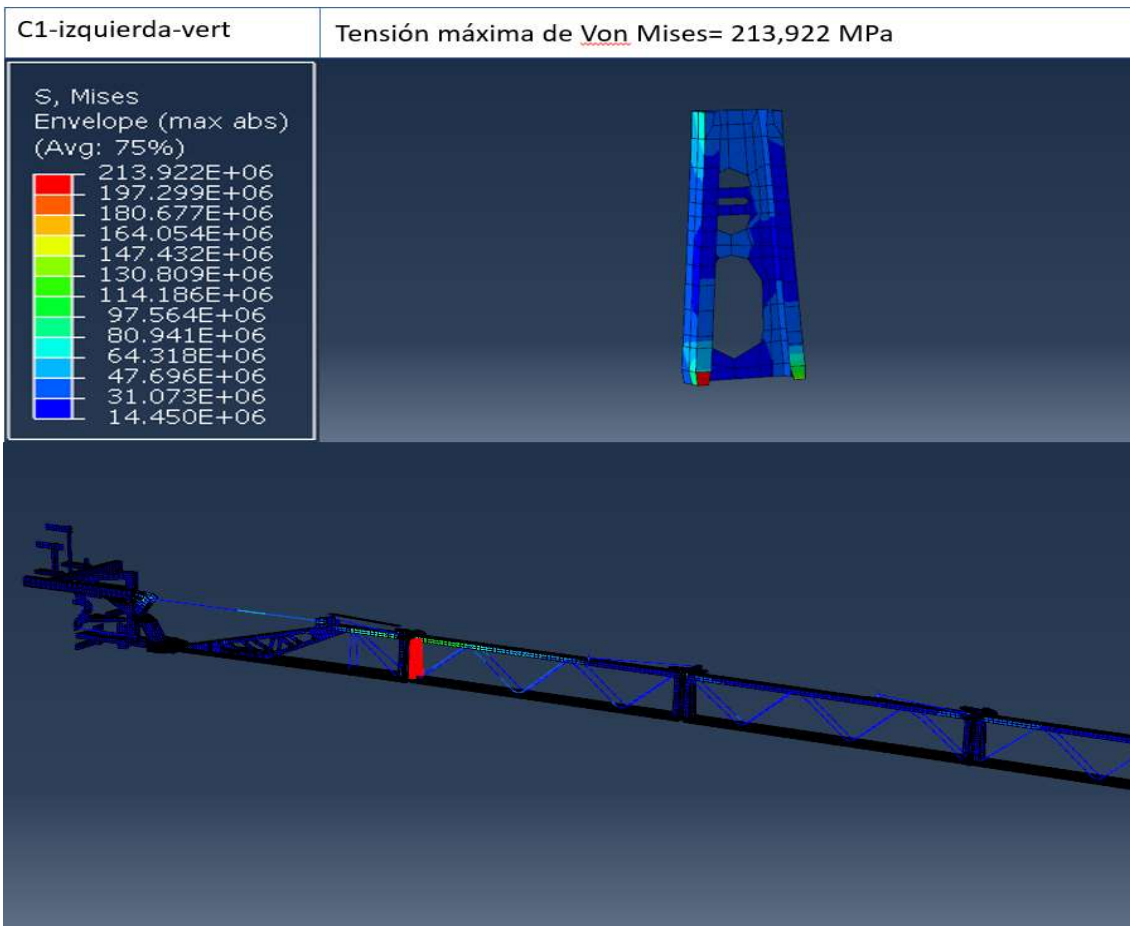 C1-izquierda-vert
Tensión máxima de Von Mises= 213,922 MPa
S, Mises
Envelope (max abs)
(Avg: 75%)
213.922E+06
197.299E+06
180.677E+06
164.054E+06
147.432E+06
130.809E+06
114.186E+06
97.564E+06
80.941E+06
64.318E+06
47.696E+06
31.073E+06
14.450E+06